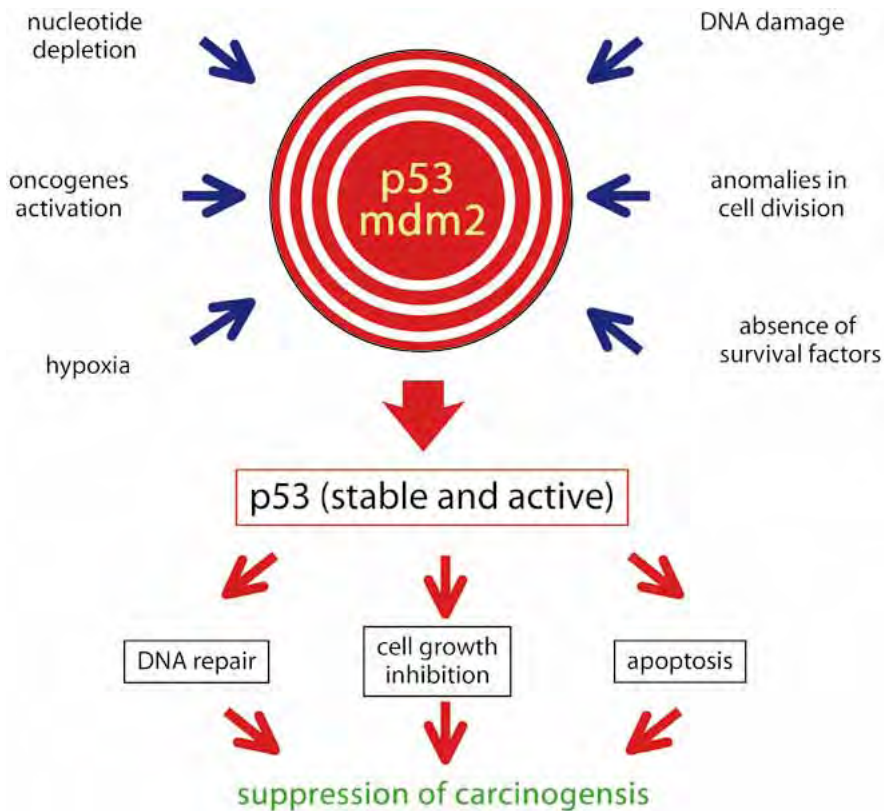 nucleotide
depletion
DNA damage
oncogenes
activation
p53
mdm2
anomalies in
cell division
hypoxia
absence of
survival factors
p53 (stable and active)
DNA repair
cell growth
inhibition
apoptosis
suppression of carcinogensis